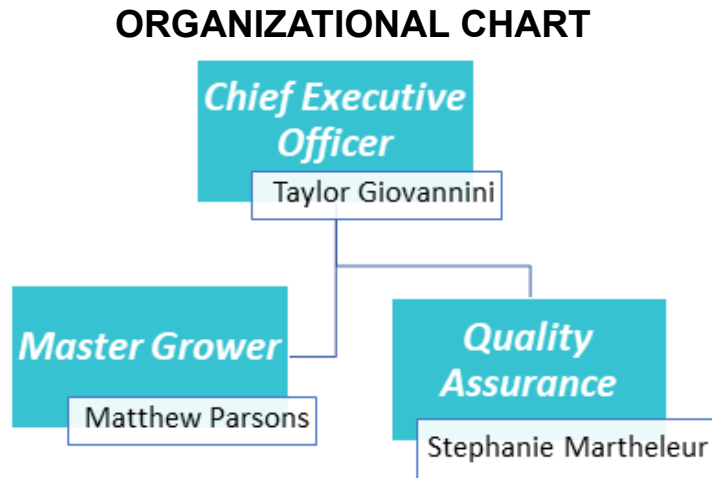 ORGANIZATIONAL CHART
Chief Executive
Officer
Taylor Giovannini
Master Grower
Matthew Parsons
Quality
Assurance
Stephanie Martheleur